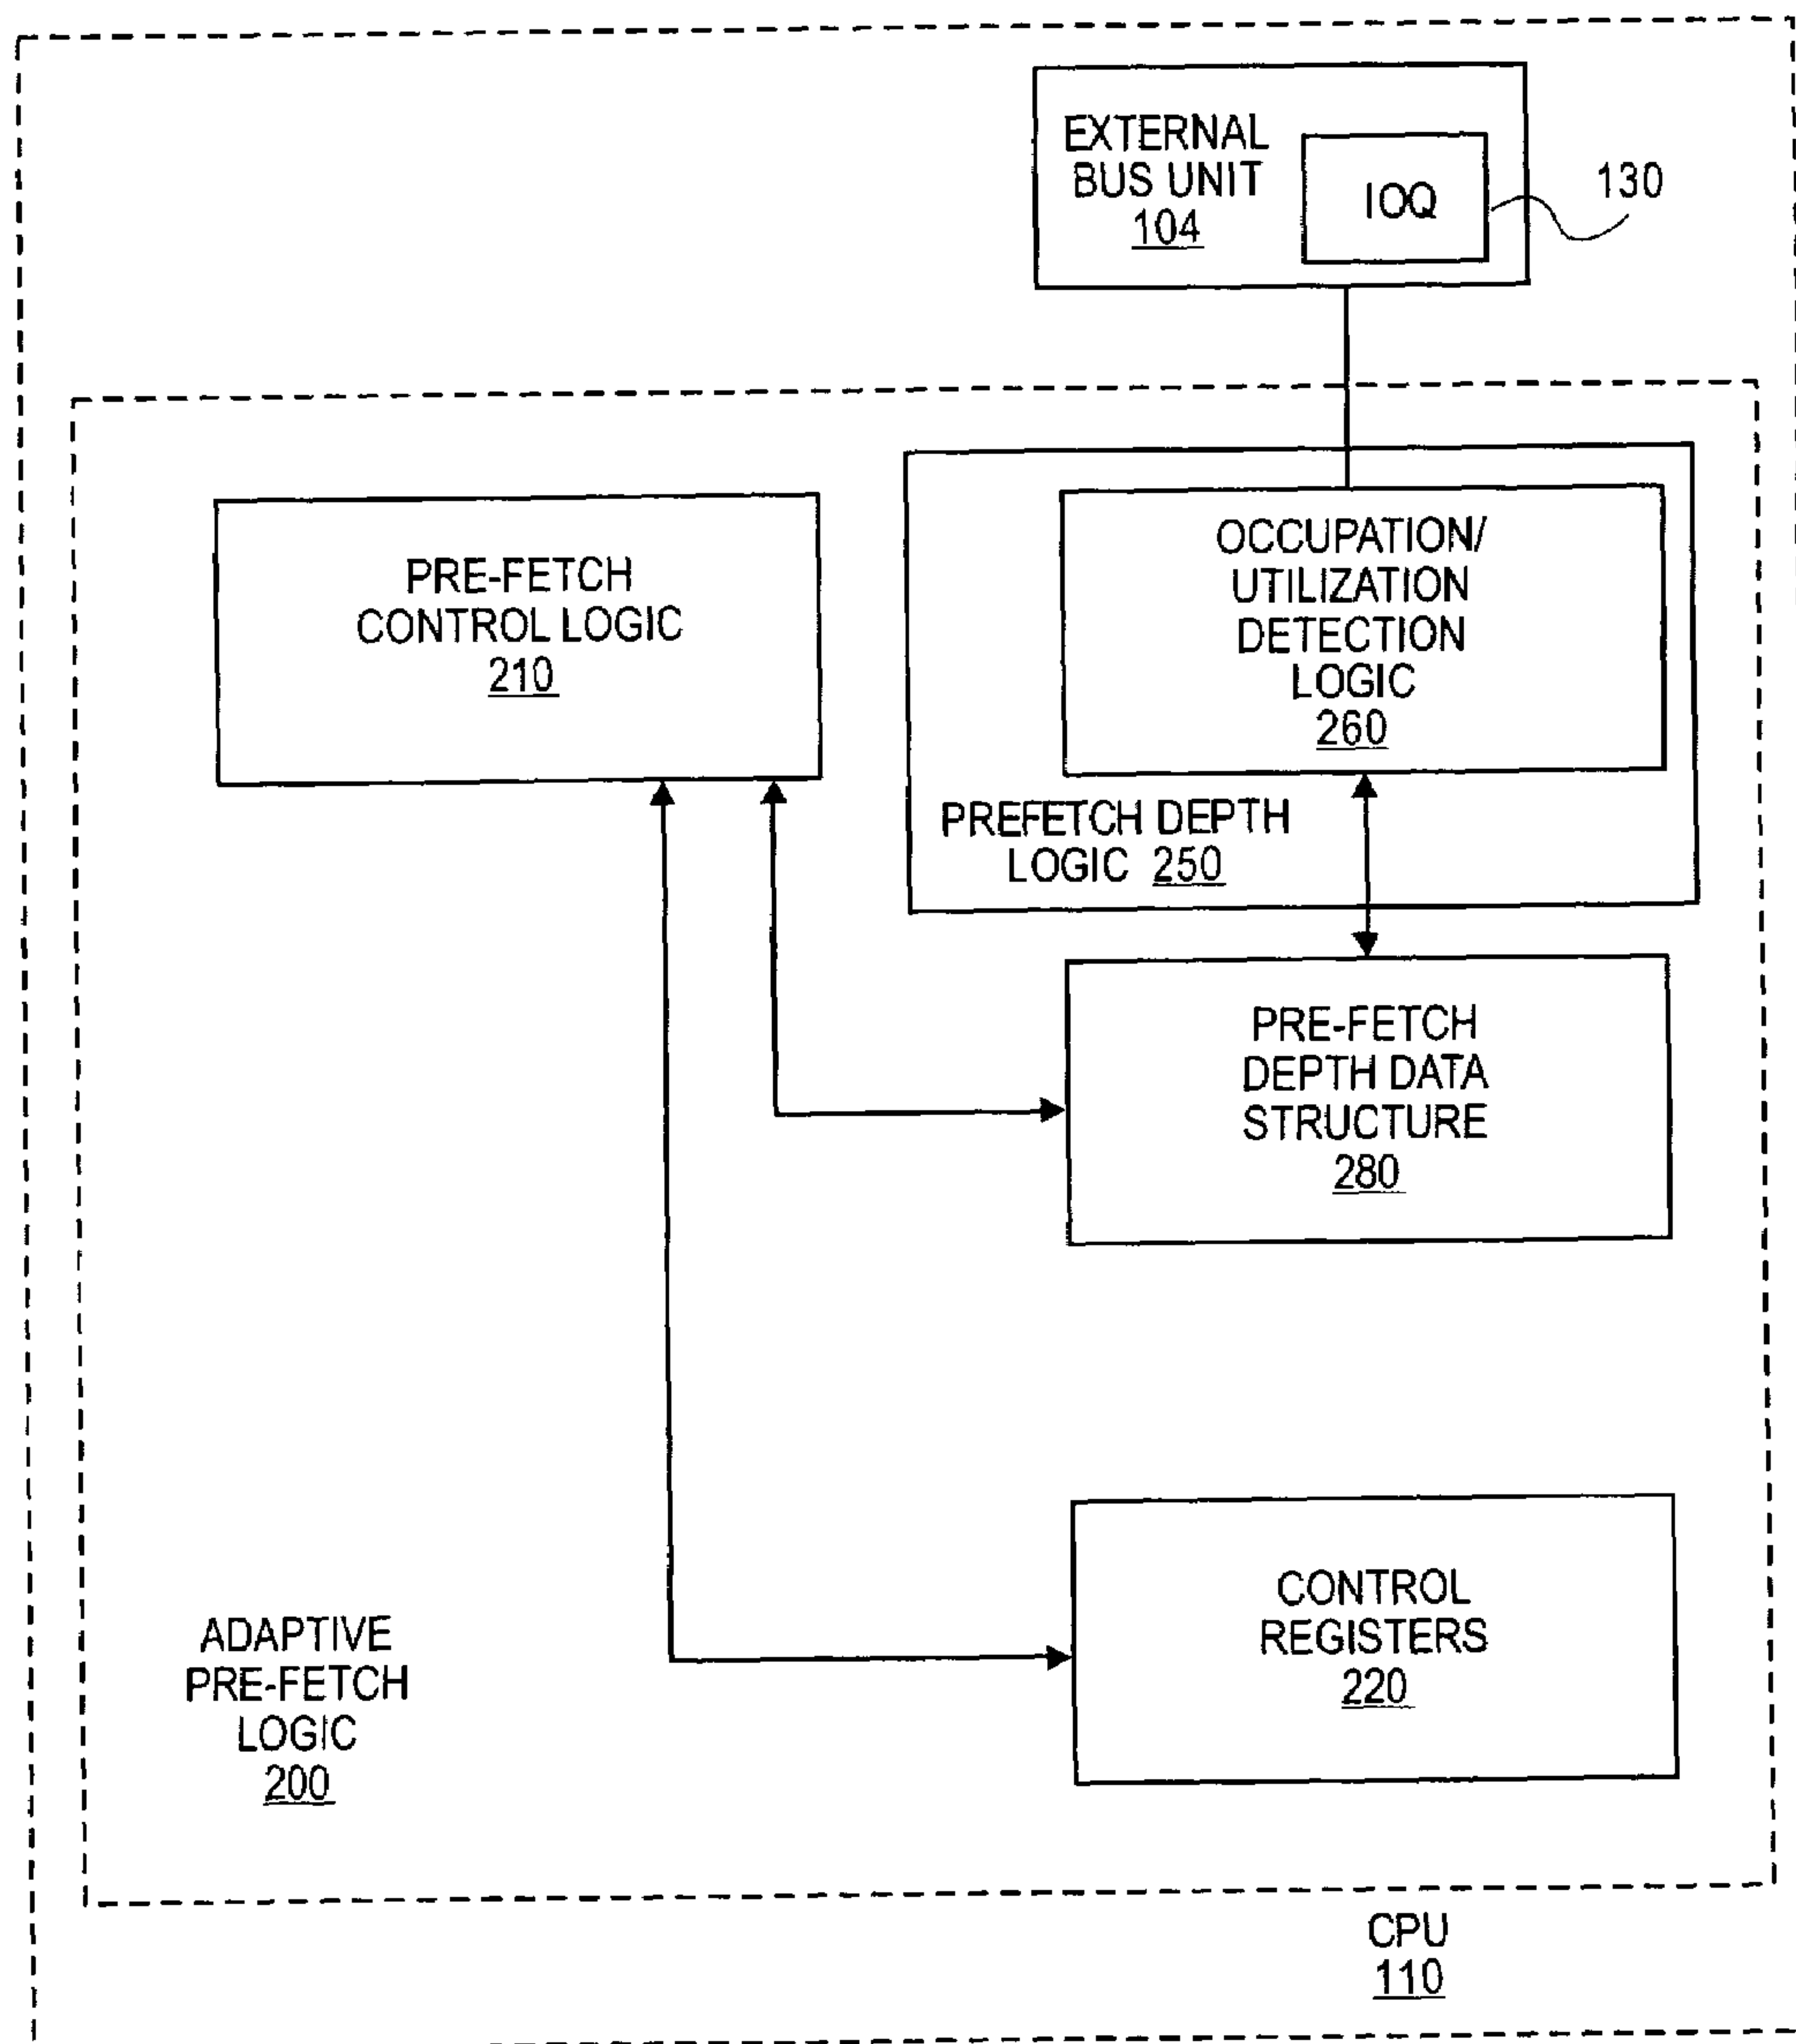 EXTERNAL
BUS UNIT
104
IOQ
130
PRE-FETCH
CONTROL LOGIC
210
OCCUPATION/
UTILIZATION
DETECTION
LOGIC
260
PREFETCH DEPTH
LOGIC 250
PRE-FETCH
DEPTH DATA
STRUCTURE
280
CONTROL
REGISTERS
220
ADAPTIVE
PRE-FETCH
LOGIC
200
CPU
110